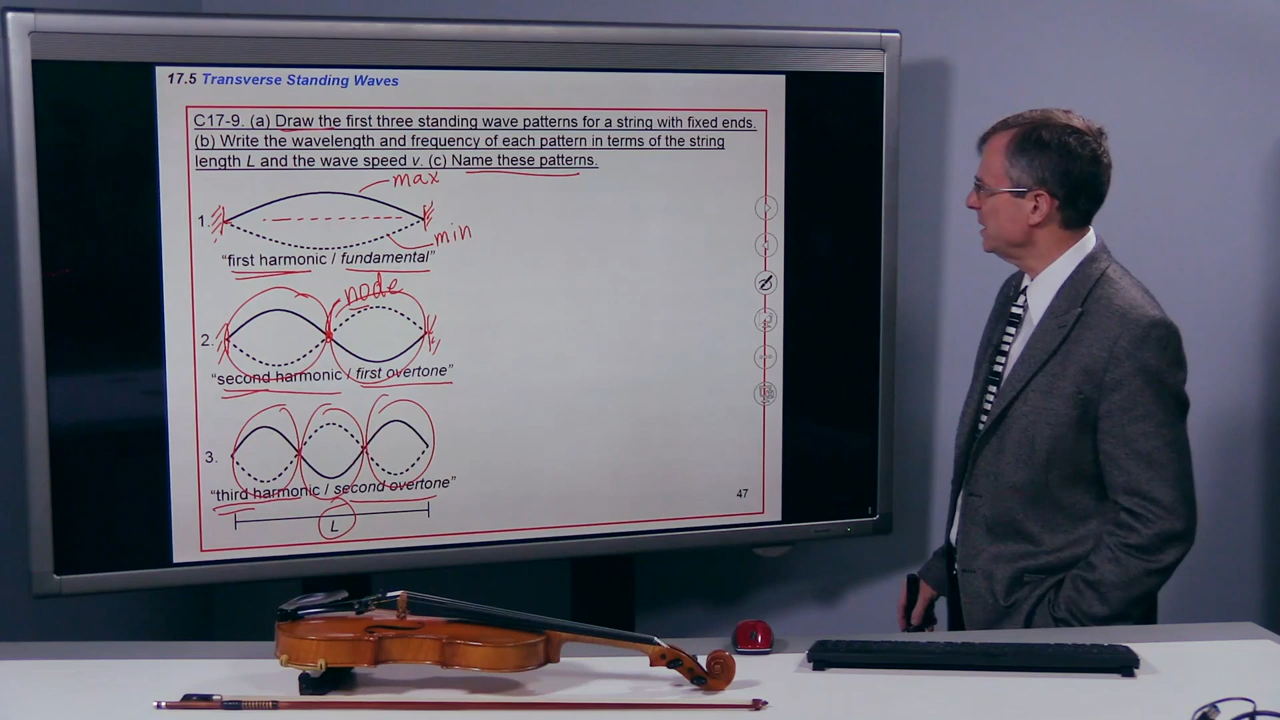 17.5 Transverse Standing Waves
C17-9. (a) Draw the first three standing wave patterns for a string with fixed ends.
(b) Write the wavelength and frequency of each pattern in terms of the string
length L and the wave speed v. (c) Name these patterns.
max
1.
min
"first harmonic / fundamental"
node
2.
"second harmonic / first overtone"
3.
"third harmonic / second overtone"
L
47